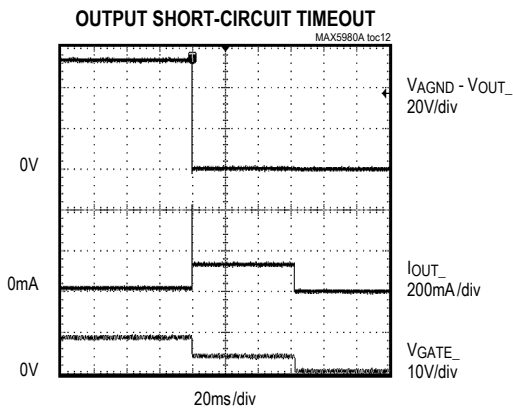 OUTPUT SHORT-CIRCUIT TIMEOUT
MAX5980A toc12
VAGND - VOUT_
20V/div
0V
IOUT_
200mA/div
0mA
VGATE_
10V/div
0V
20ms/div